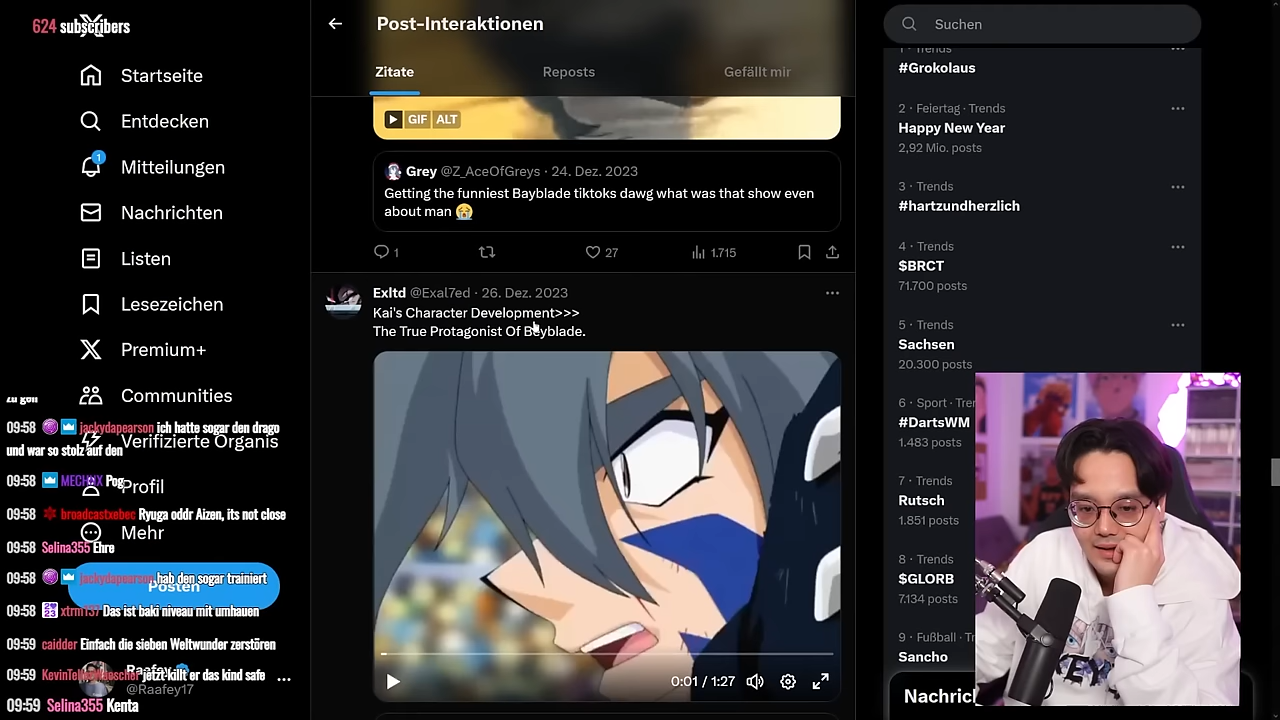 624 subscribers
Startseite
Entdecken
1
Mitteilungen
Nachrichten
Listen
Lesezeichen
Premium+
Communities
Verifizierte Organis
Profil
Mehr
Posten
Raafey
@Raafey17
09:58 jackydapearson ich hatte sogar den drago
und war so stolz auf den
09:58 MECHNX Pog
09:58 broadcastxebec Ryuga oddr Aizen, its not close
09:58 Selina355 Ehre
09:58 jackydapearson hab den sogar trainiert
09:58 xtrm137 Das ist baki niveau mit umhauen
09:59 caidder Einfach die sieben Weltwunder zerstören
09:59 jetzt killt er das kind safe
09:59 Selina355 Kenta
Post-Interaktionen
Zitate
Reposts
Gefällt mir
GIF ALT
Grey @Z_AceOfGreys · 24. Dez. 2023
Getting the funniest Bayblade tiktoks dawg what was that show even
about man 😭
1
27
1.715
Exltd @Exal7ed · 26. Dez. 2023
Kai's Character Development>>>
The True Protagonist Of Beyblade.
0:01 / 1:27
Suchen
1 · Trends
#Grokolaus
2 · Feiertag · Trends
Happy New Year
2,92 Mio. posts
3 · Trends
#hartzundherzlich
4 · Trends
$BRCT
71.700 posts
5 · Trends
Sachsen
20.300 posts
6 · Sport · Tren
#DartsWM
1.483 posts
7 · Trends
Rutsch
1.851 posts
8 · Trends
$GLORB
7.134 posts
9 · Fußball · Tr
Sancho
Nachric